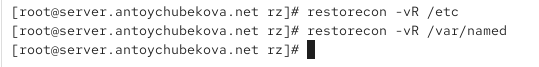 [root@server.antoychubekova.net rz]# restorecon -vR /etc
[root@server.antoychubekova.net rz]# restorecon -vR /var/named
[root@server.antoychubekova.net rz]#